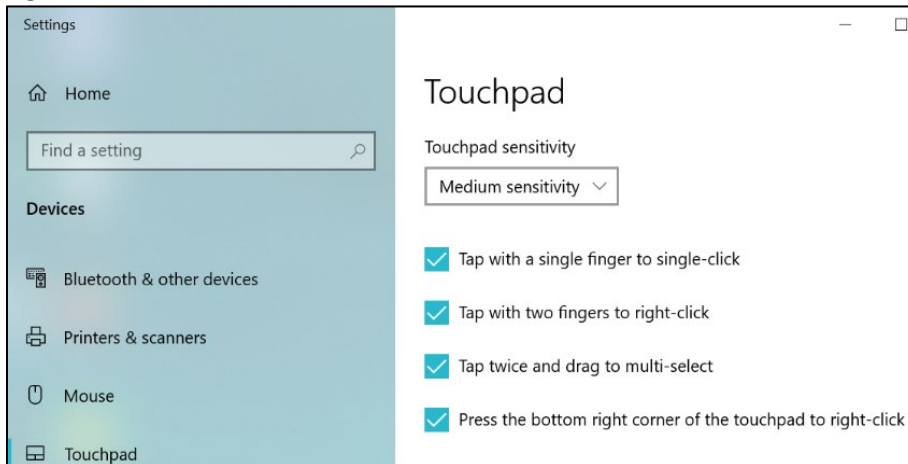 Settings
Home
Find a setting
Devices
Bluetooth & other devices
Printers & scanners
Mouse
Touchpad
Touchpad
Touchpad sensitivity
Medium sensitivity
Tap with a single finger to single-click
Tap with two fingers to right-click
Tap twice and drag to multi-select
Press the bottom right corner of the touchpad to right-click